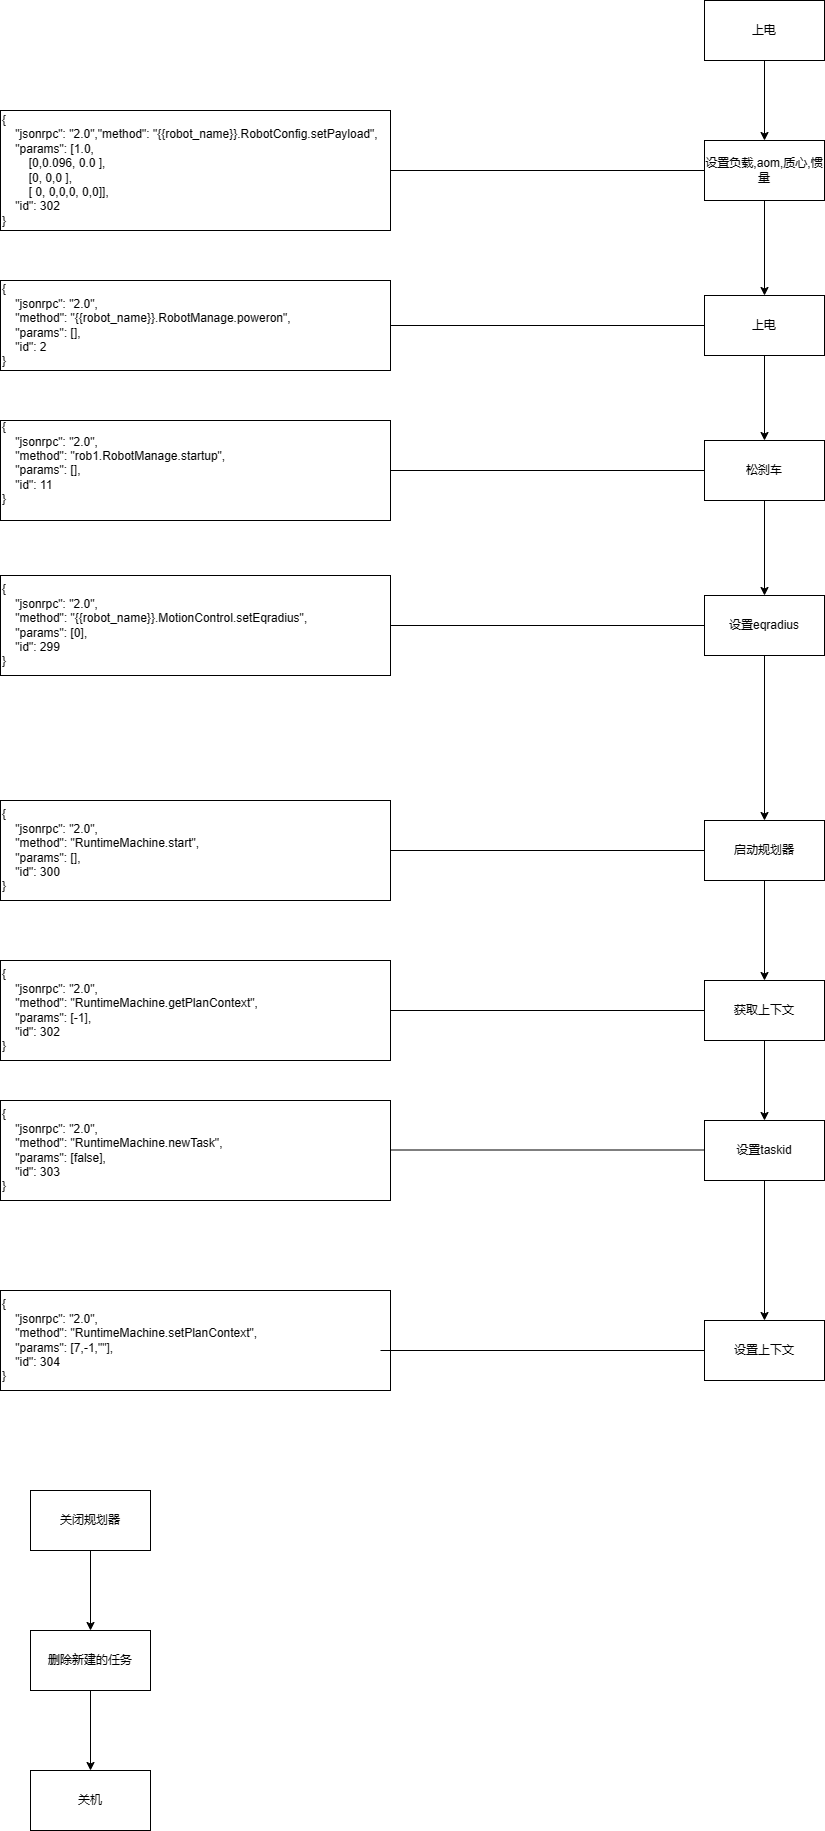 上电
{
"jsonrpc": "2.0","method": "{{robot_name}}.RobotConfig.setPayload",
"params": [1.0,
[0,0.096, 0.0 ],
[0, 0,0 ],
[ 0, 0,0,0, 0,0]],
"id": 302
}
设置负载,aom,质心,惯
量
{
"jsonrpc": "2.0",
"method": "{{robot_name}}.RobotManage.poweron",
"params": [],
"id": 2
}
上电
{
"jsonrpc": "2.0",
"method": "rob1.RobotManage.startup",
"params": [],
"id": 11
}
松刹车
{
"jsonrpc": "2.0",
"method": "{{robot_name}}.MotionControl.setEqradius",
"params": [0],
"id": 299
}
设置eqradius
{
"jsonrpc": "2.0",
"method": "RuntimeMachine.start",
"params": [],
"id": 300
}
启动规划器
{
"jsonrpc": "2.0",
"method": "RuntimeMachine.getPlanContext",
"params": [-1],
"id": 302
}
获取上下文
{
"jsonrpc": "2.0",
"method": "RuntimeMachine.newTask",
"params": [false],
"id": 303
}
设置taskid
{
"jsonrpc": "2.0",
"method": "RuntimeMachine.setPlanContext",
"params": [7,-1,""],
"id": 304
}
设置上下文
关闭规划器
删除新建的任务
关机